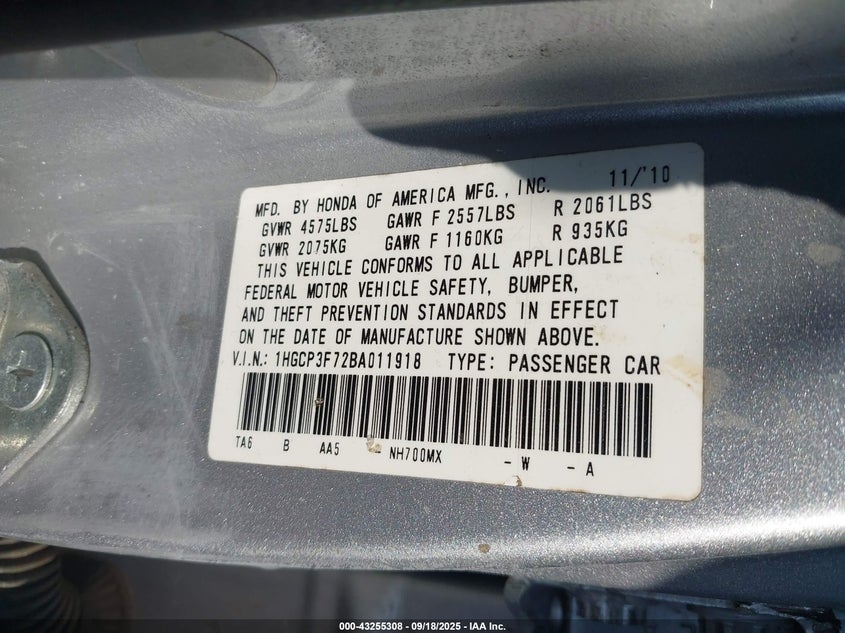 MFD. BY HONDA OF AMERICA MFG., INC. 11/'10
GVWR 4575LBS GAWR F 2557LBS R 2061LBS
GVWR 2075KG GAWR F 1160KG R 935KG
THIS VEHICLE CONFORMS TO ALL APPLICABLE
FEDERAL MOTOR VEHICLE SAFETY, BUMPER,
AND THEFT PREVENTION STANDARDS IN EFFECT
ON THE DATE OF MANUFACTURE SHOWN ABOVE.
V.I.N.: 1HGCP3F72BA011918 TYPE: PASSENGER CAR
TA6 B AA5 - NH700MX - W - A
000-43255308 - 09/18/2025 - IAA Inc.